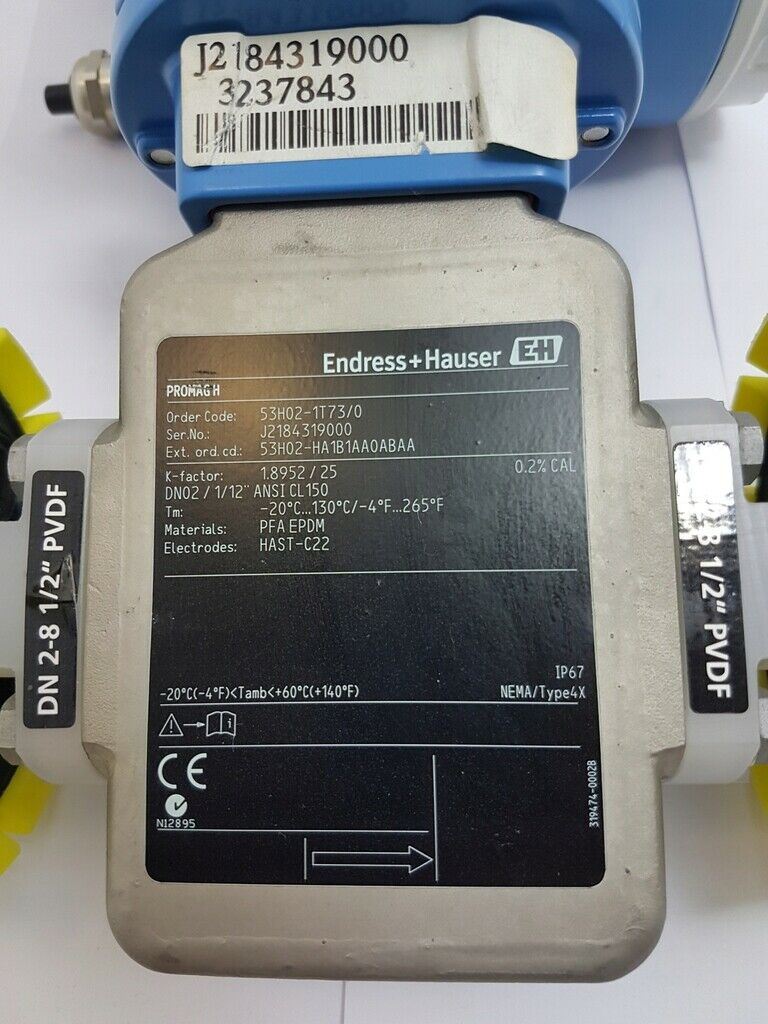 J2184319000
3237843
Endress+Hauser EH
PROMAG H
Order Code: 53H02-1T73/0
Ser.No.: J2184319000
Ext. ord.cd.: 53H02-HA1B1AA0ABAA
K-factor: 1.8952 / 25 0.2% CAL
DN02 / 1/12" ANSI CL150
Tm: -20°C...130°C/-4°F...265°F
Materials: PFA EPDM
Electrodes: HAST-C22
IP67
-20°C(-4°F)<Tamb<+60°C(+140°F) NEMA/Type4X
i
CE
N12895
319474-0002B
DN 2-8 1/2" PVDF
-8 1/2" PVDF